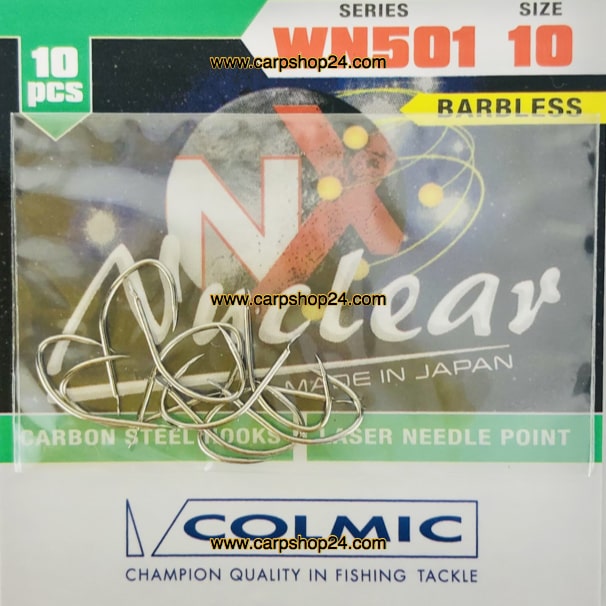 SERIES SIZE
10 pcs
WN501 10
www.carpshop24.com
BARBLESS
NX
Nuclear
www.carpshop24.com
MADE IN JAPAN
CARBON STEEL HOOKS LASER NEEDLE POINT
COLMIC
www.carpshop24.com
CHAMPION QUALITY IN FISHING TACKLE